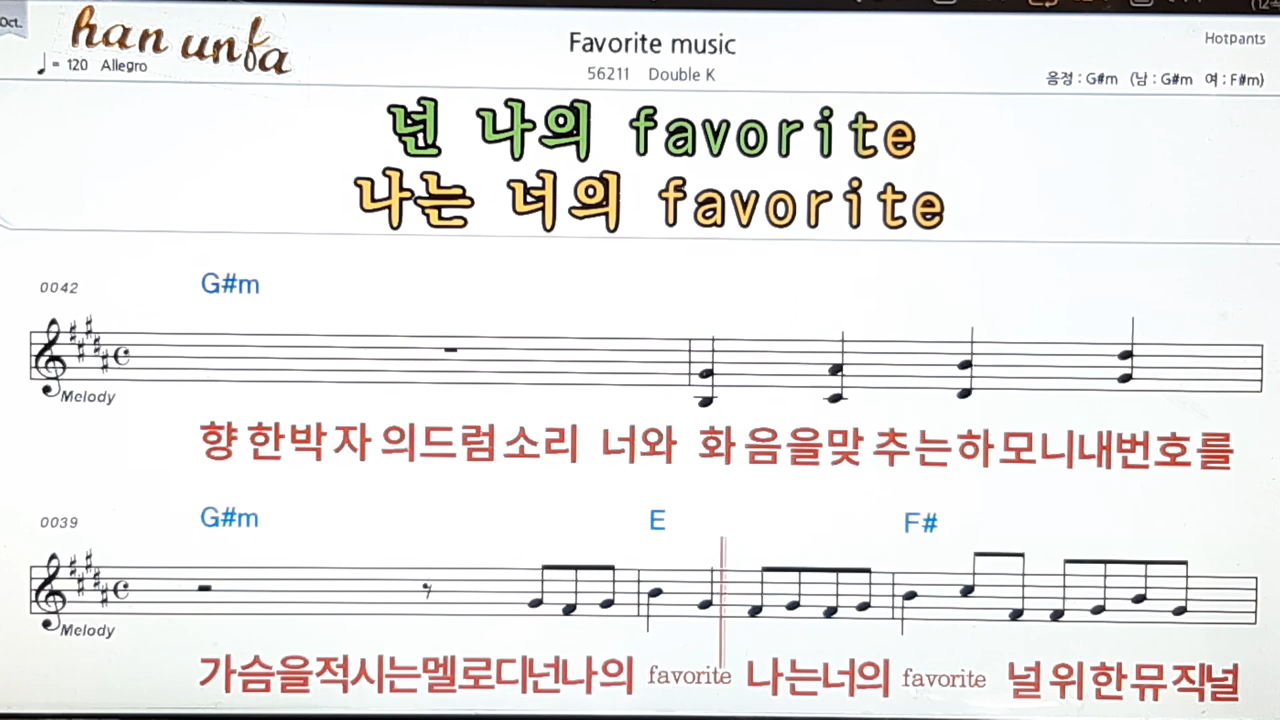 Oct.
han unfa
Favorite music
Hotpants
♩ = 120 Allegro
56211 Double K
음정 : G#m (남 : G#m 여 : F#m)
넌 나의 favorite
나는 너의 favorite
0042
G#m
Melody
향 한박자 의드럼소리 너와 화음을맞 추는하모니내번호를
0039
G#m E F#
Melody
가슴을적시는멜로디넌나의 favorite 나는너의 favorite 널위한뮤직널